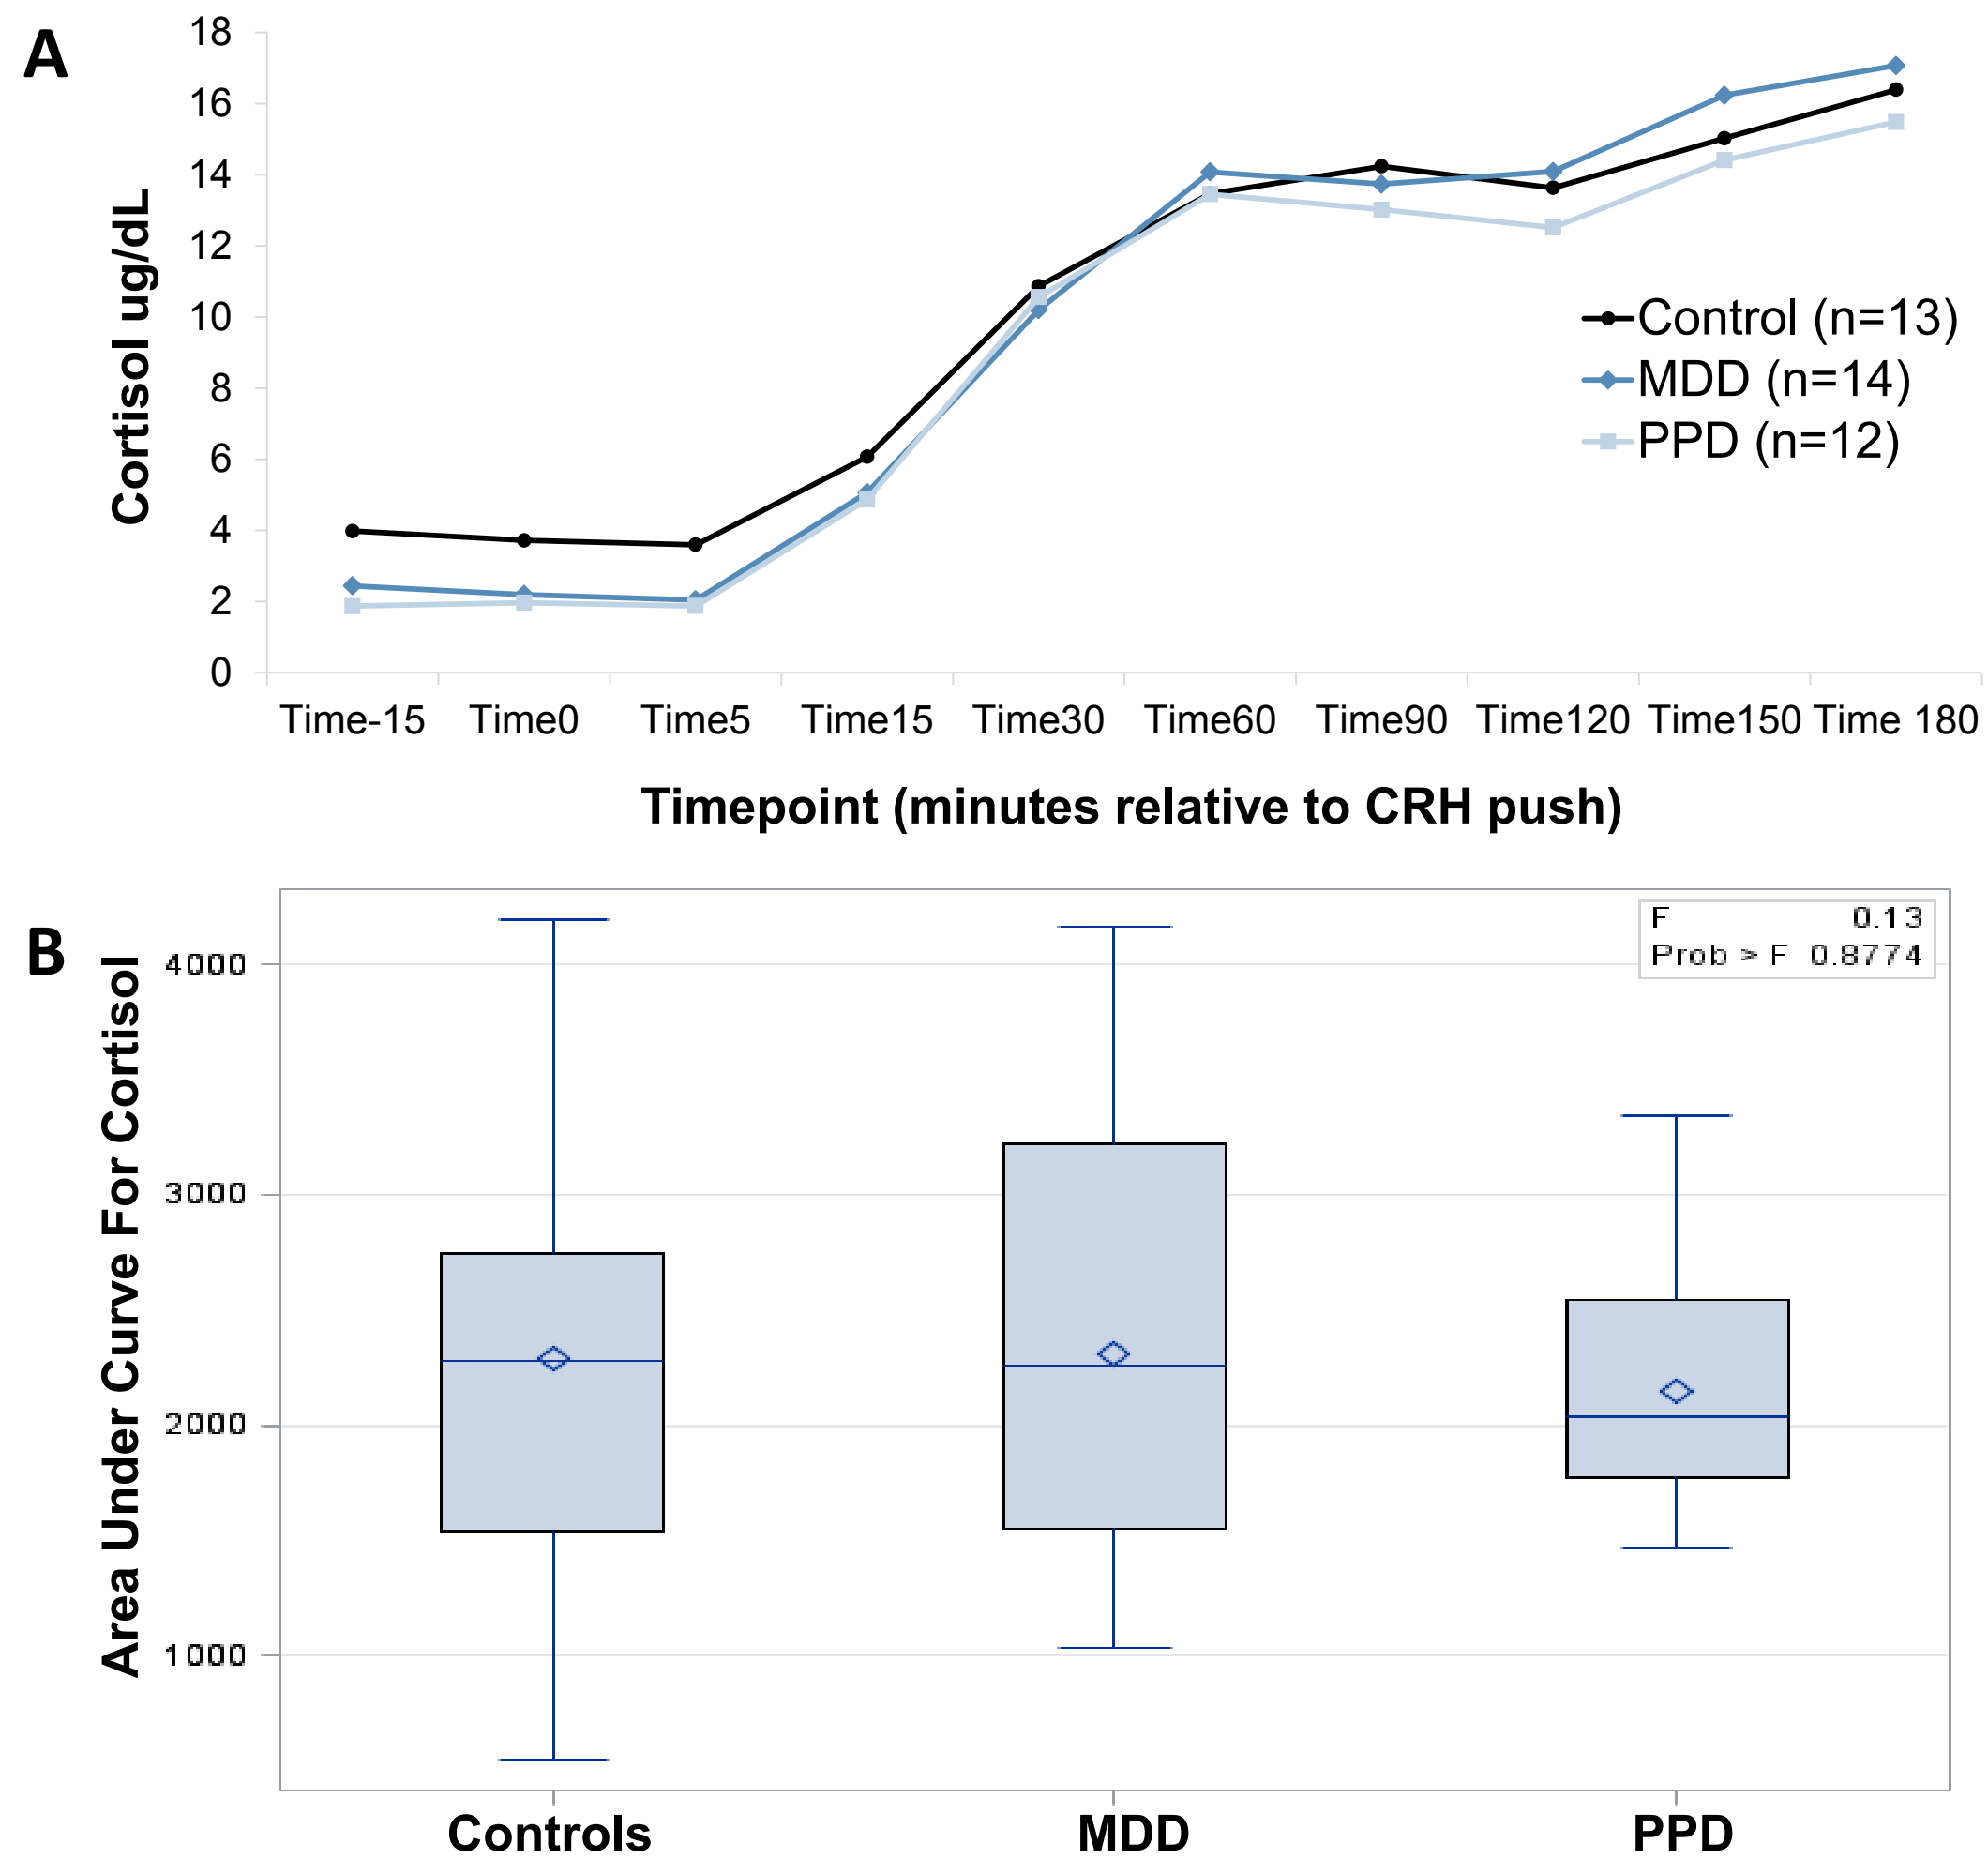 A
18
16
14
12
10
8
6
4
2
0
Cortisol ug/dL
Control (n=13)
MDD (n=14)
PPD (n=12)
Time-15 Time0 Time5 Time15 Time30 Time60 Time90 Time120 Time150 Time 180
Timepoint (minutes relative to CRH push)
B
F 0.13
Prob > F 0.8774
4000
3000
2000
1000
Area Under Curve For Cortisol
Controls MDD PPD